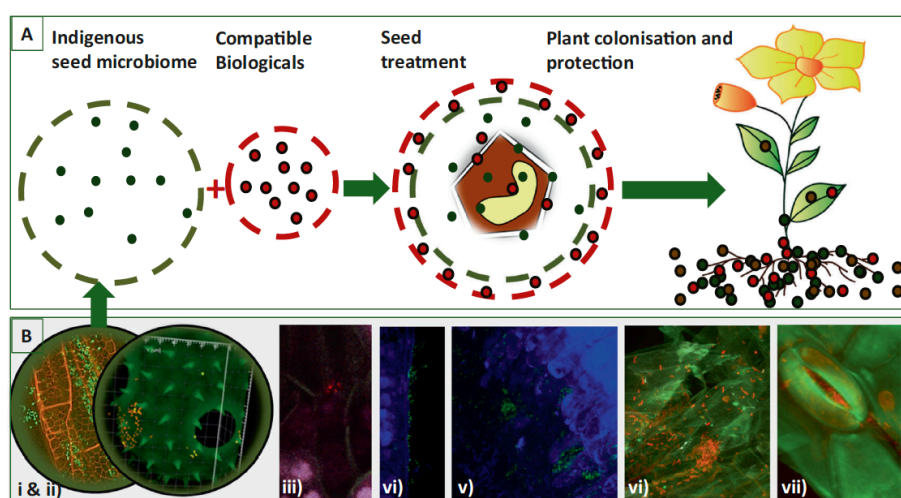 A
Indigenous
seed microbiome
Compatible
Biologicals
Seed
treatment
Plant colonisation and
protection
+
B
i & ii)
iii)
vi)
v)
vi)
vii)